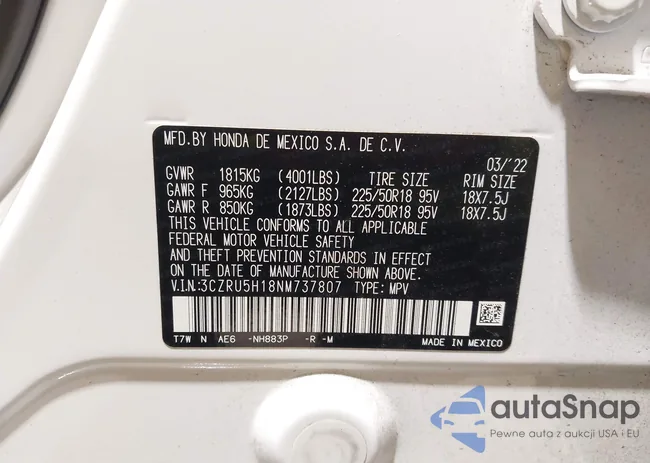 MFD.BY HONDA DE MEXICO S.A. DE C.V.
03/'22
GVWR 1815KG (4001LBS) TIRE SIZE RIM SIZE
GAWR F 965KG (2127LBS) 225/50R18 95V 18X7.5J
GAWR R 850KG (1873LBS) 225/50R18 95V 18X7.5J
THIS VEHICLE CONFORMS TO ALL APPLICABLE
FEDERAL MOTOR VEHICLE SAFETY
AND THEFT PREVENTION STANDARDS IN EFFECT
ON THE DATE OF MANUFACTURE SHOWN ABOVE.
V.I.N.:3CZRU5H18NM737807 TYPE: MPV
T7W N AE6 -NH883P -R -M MADE IN MEXICO
autoSnap
Pewne auta z aukcji USA i EU